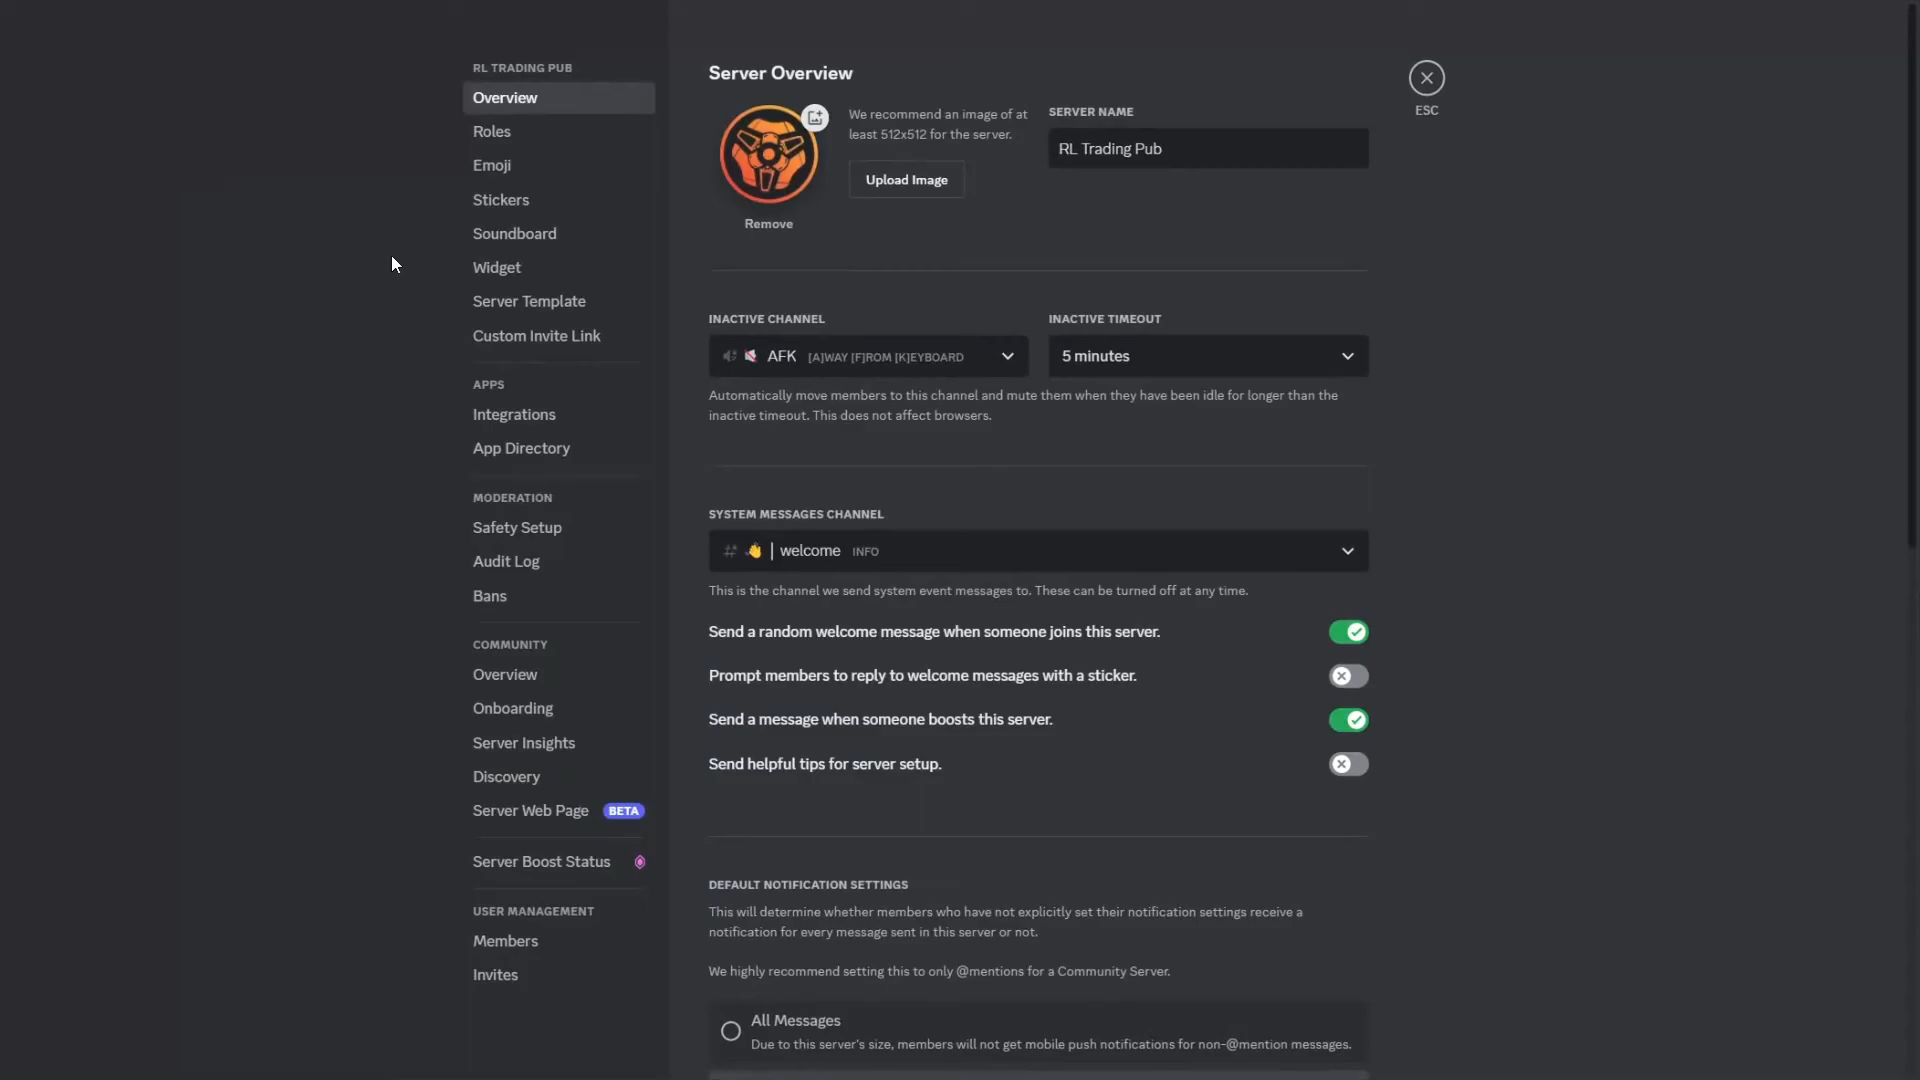 RL TRADING PUB
Overview
Roles
Emoji
Stickers
Soundboard
Widget
Server Template
Custom Invite Link
APPS
Integrations
App Directory
MODERATION
Safety Setup
Audit Log
Bans
COMMUNITY
Overview
Onboarding
Server Insights
Discovery
Server Web Page BETA
Server Boost Status
USER MANAGEMENT
Members
Invites
Server Overview
We recommend an image of at
least 512x512 for the server.
Upload Image
Remove
SERVER NAME
RL Trading Pub
ESC
INACTIVE CHANNEL
AFK [A]WAY [F]ROM [K]EYBOARD
INACTIVE TIMEOUT
5 minutes
Automatically move members to this channel and mute them when they have been idle for longer than the
inactive timeout. This does not affect browsers.
SYSTEM MESSAGES CHANNEL
# 👋 | welcome INFO
This is the channel we send system event messages to. These can be turned off at any time.
Send a random welcome message when someone joins this server.
Prompt members to reply to welcome messages with a sticker.
Send a message when someone boosts this server.
Send helpful tips for server setup.
DEFAULT NOTIFICATION SETTINGS
This will determine whether members who have not explicitly set their notification settings receive a
notification for every message sent in this server or not.
We highly recommend setting this to only @mentions for a Community Server.
All Messages
Due to this server's size, members will not get mobile push notifications for non-@mention messages.